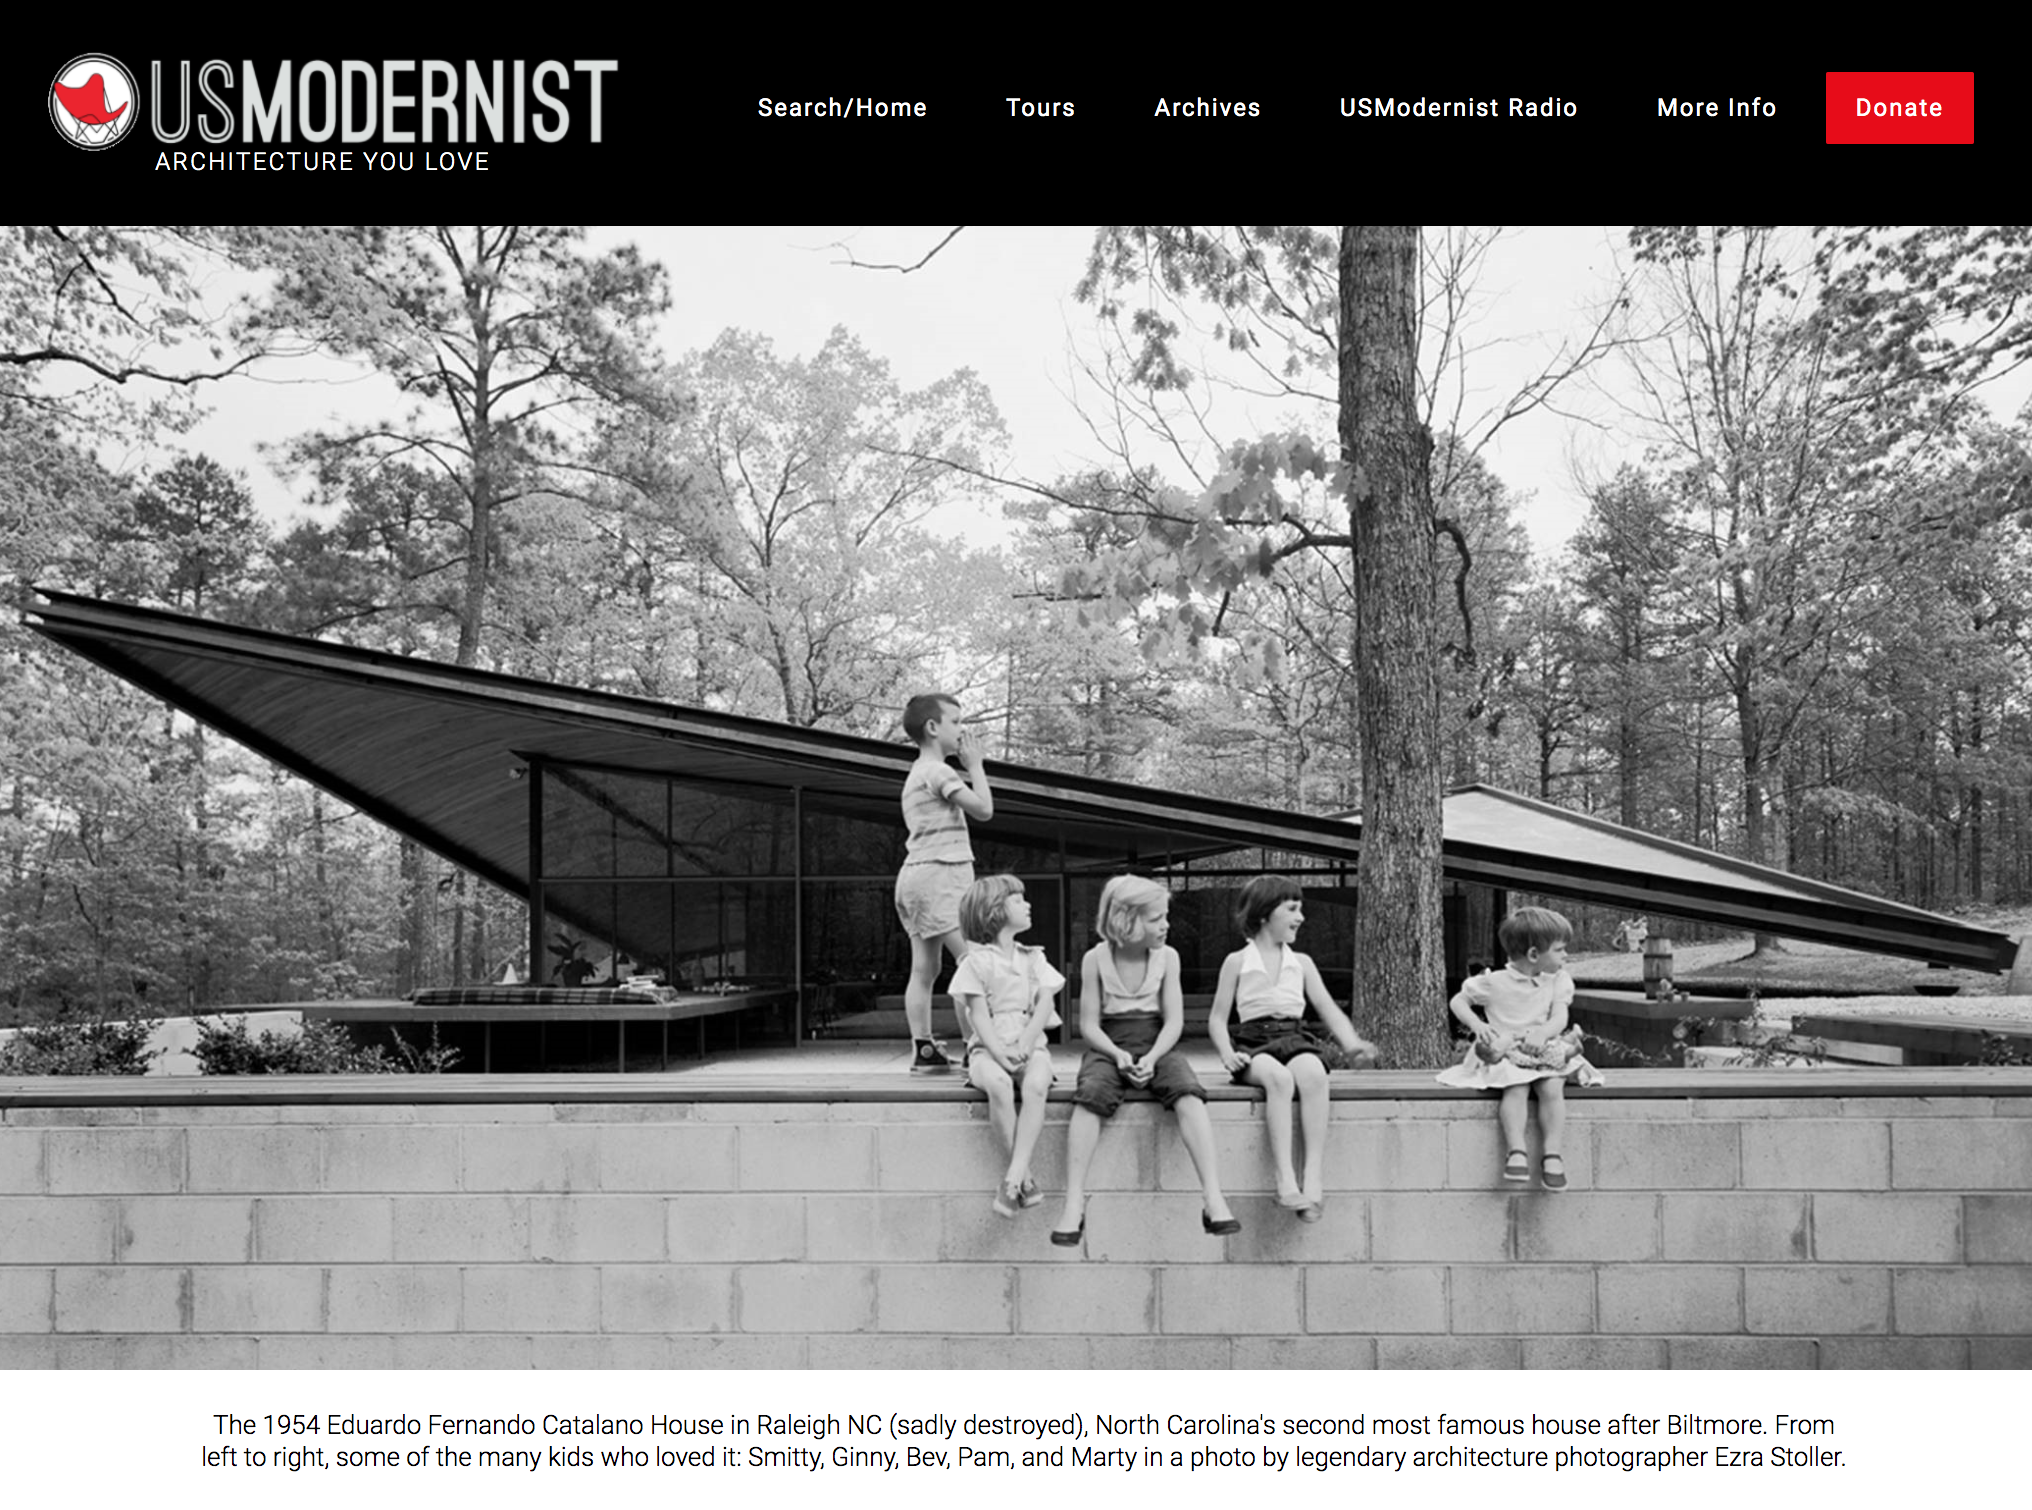 USMODERNIST
ARCHITECTURE YOU LOVE
Search/Home Tours Archives USModernist Radio More Info Donate
The 1954 Eduardo Fernando Catalano House in Raleigh NC (sadly destroyed), North Carolina's second most famous house after Biltmore. From
left to right, some of the many kids who loved it: Smitty, Ginny, Bev, Pam, and Marty in a photo by legendary architecture photographer Ezra Stoller.